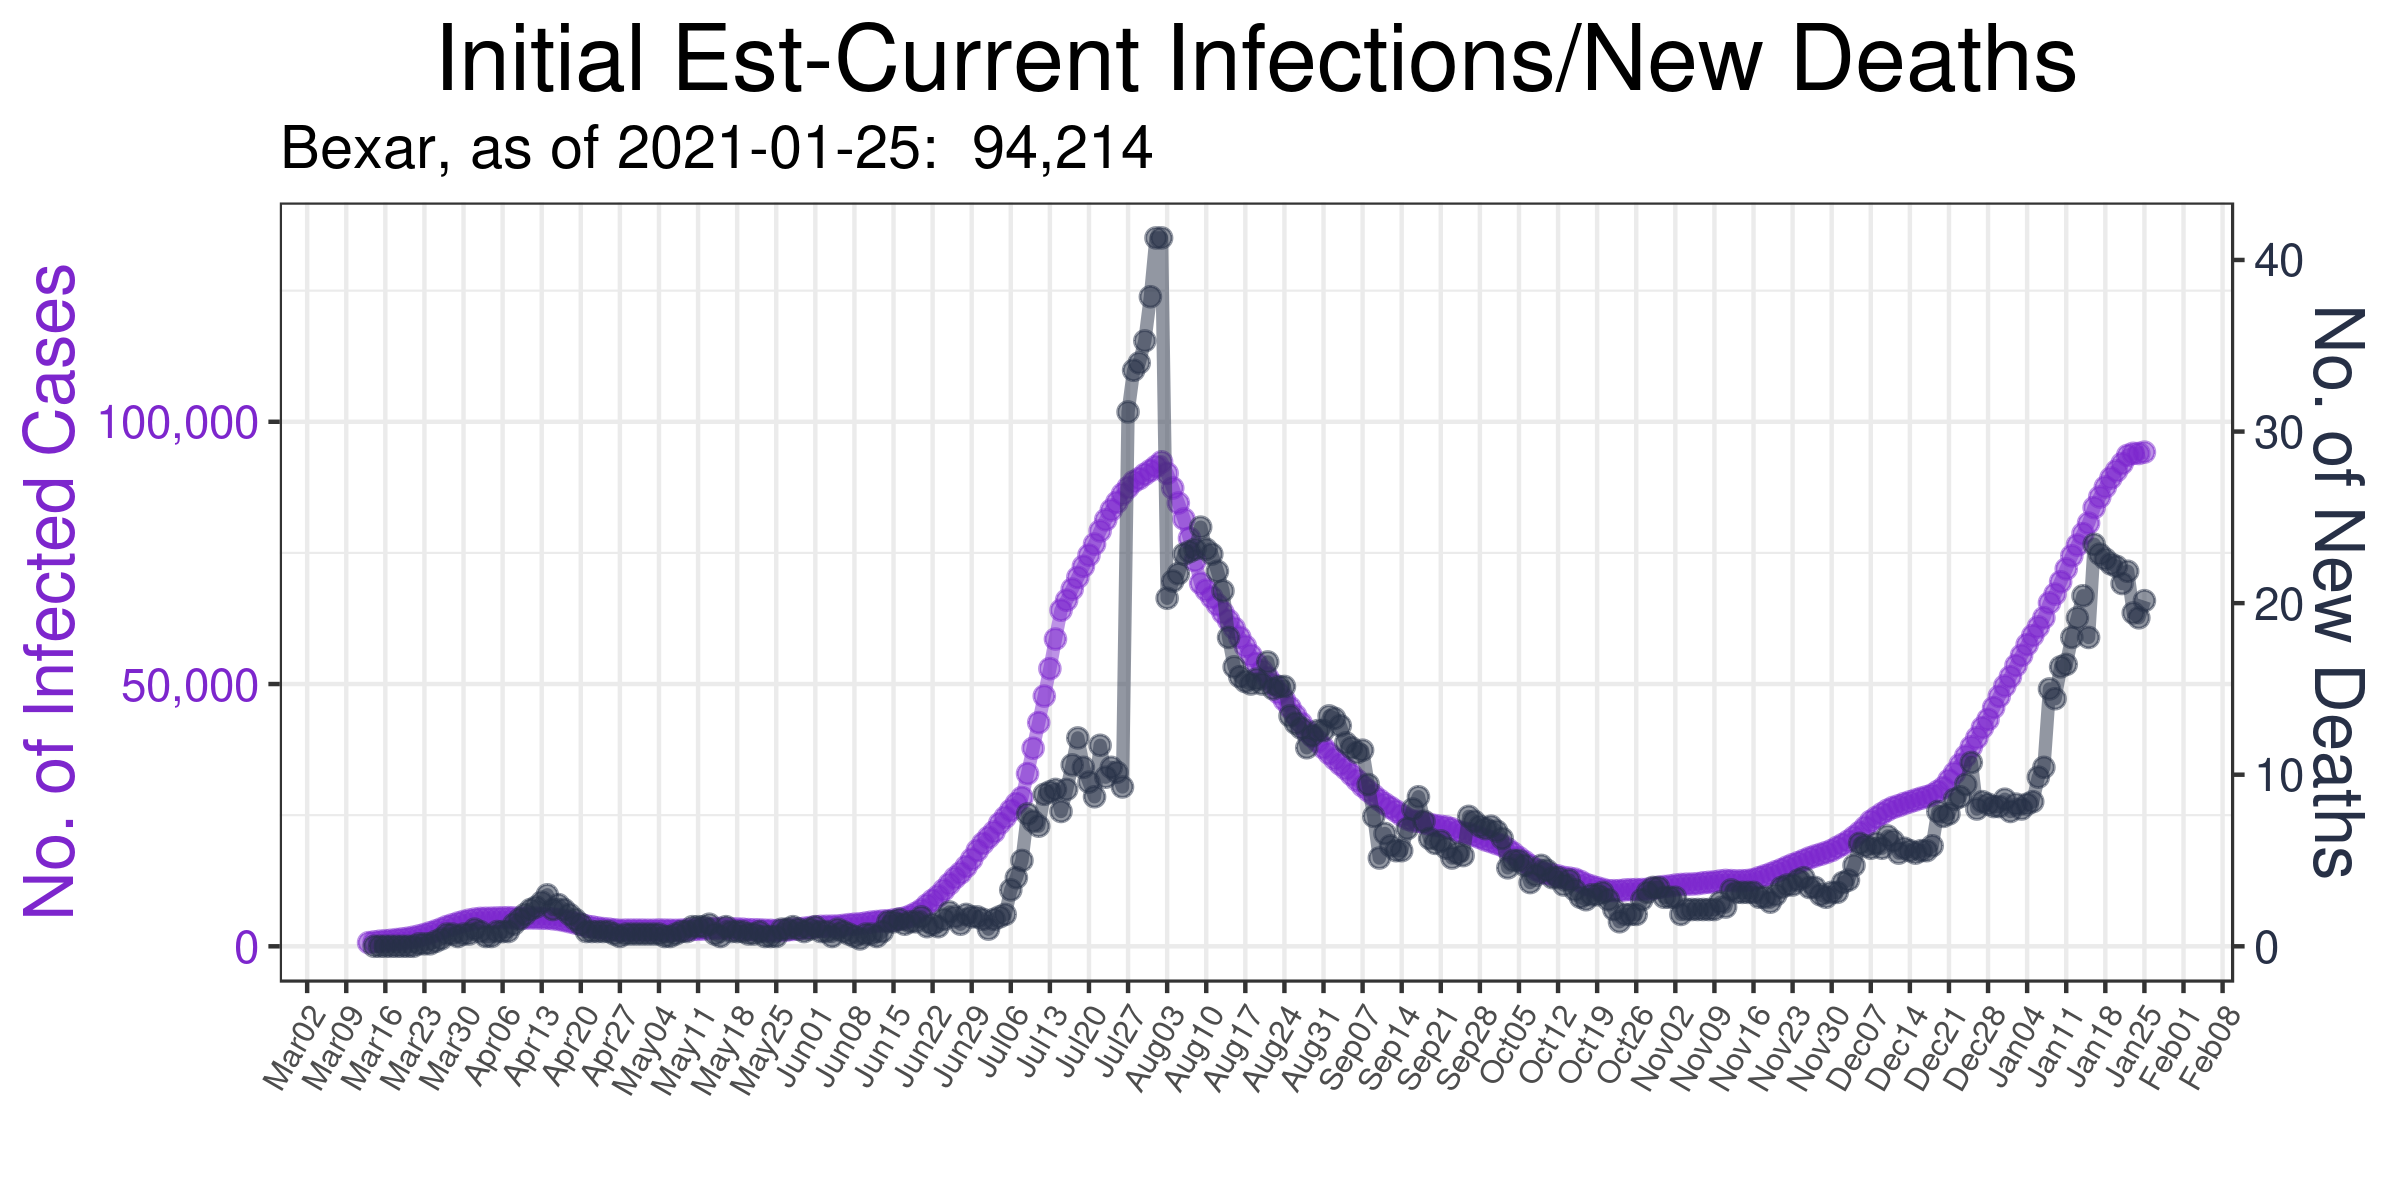 Initial Est-Current Infections/New Deaths
Bexar, as of 2021-01-25:  94,214
No. of Infected Cases
100,000
50,000
0
40
30
20
10
0
No. of New Deaths
Mar02
Mar09
Mar16
Mar23
Mar30
Apr06
Apr13
Apr20
Apr27
May04
May11
May18
May25
Jun01
Jun08
Jun15
Jun22
Jun29
Jul06
Jul13
Jul20
Jul27
Aug03
Aug10
Aug17
Aug24
Aug31
Sep07
Sep14
Sep21
Sep28
Oct05
Oct12
Oct19
Oct26
Nov02
Nov09
Nov16
Nov23
Nov30
Dec07
Dec14
Dec21
Dec28
Jan04
Jan11
Jan18
Jan25
Feb01
Feb08